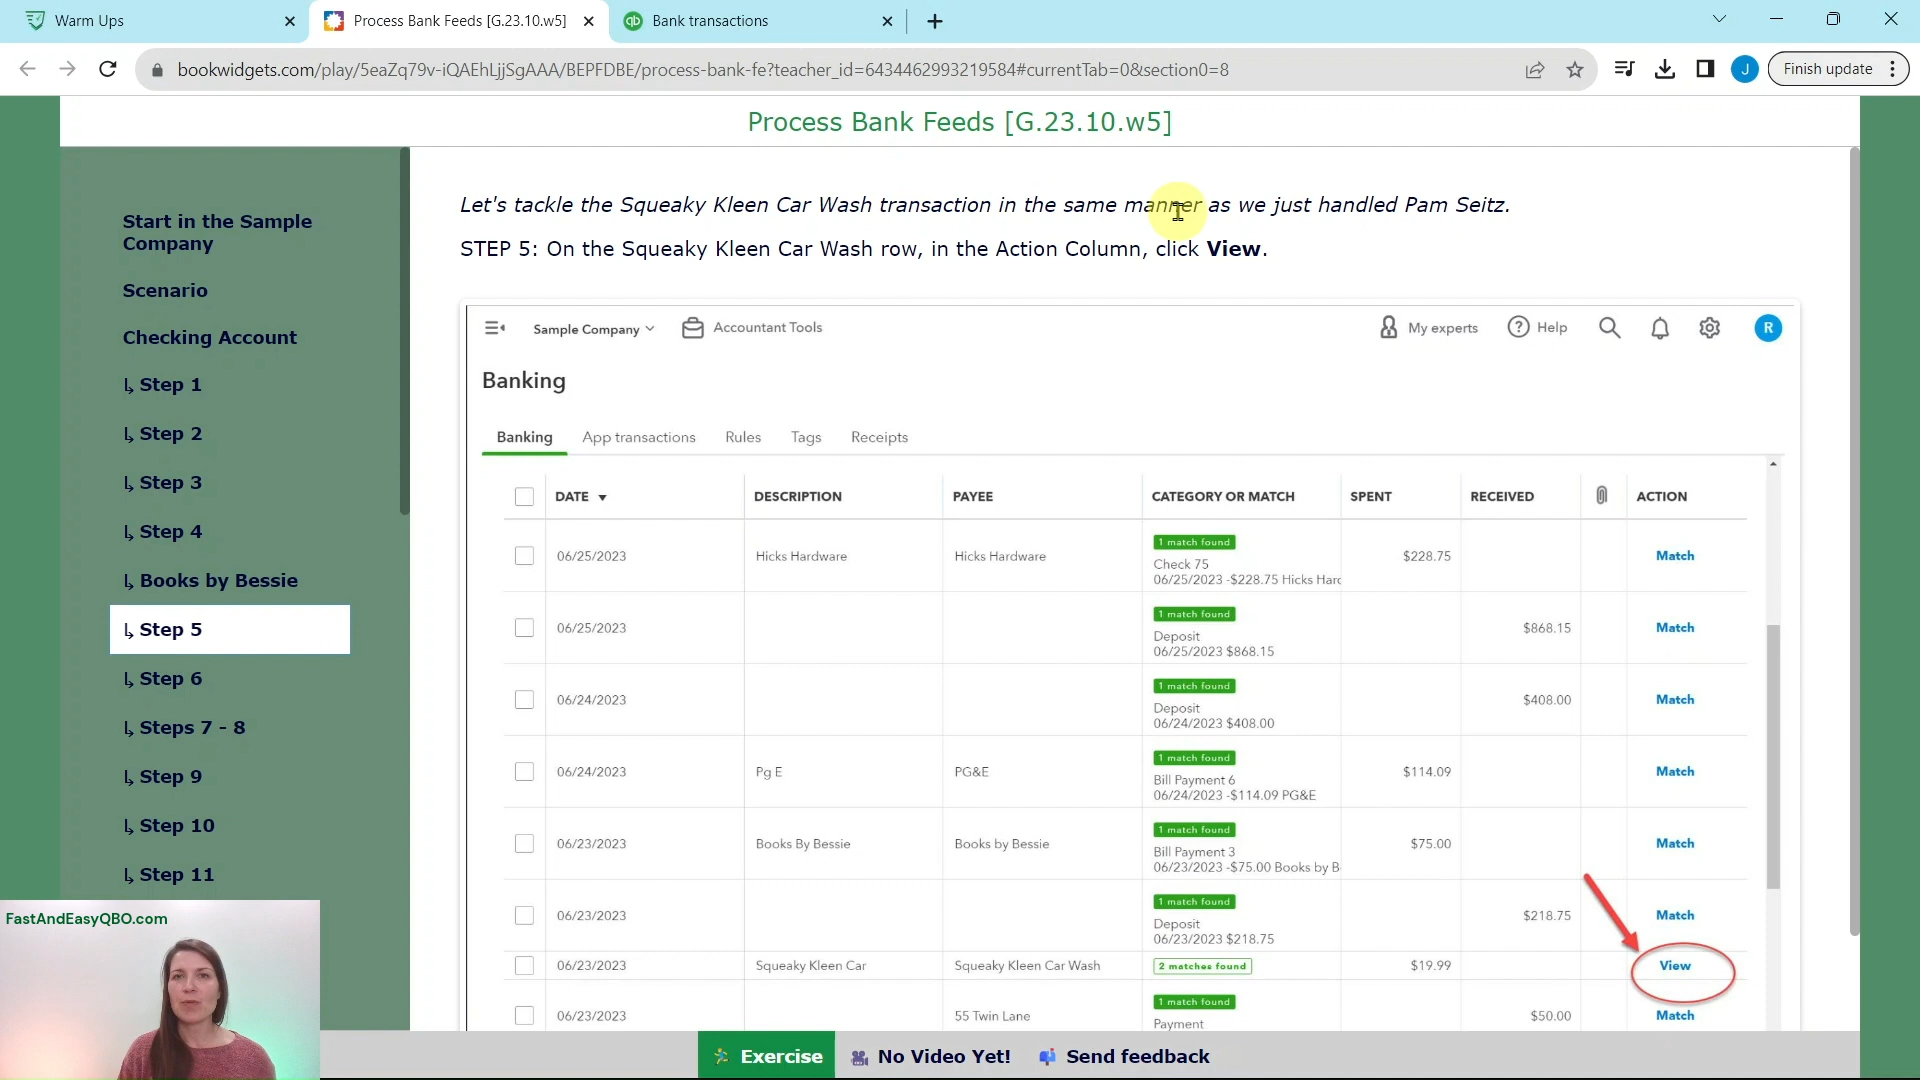 Warm Ups
Process Bank Feeds [G.23.10.w5]
Bank transactions
bookwidgets.com/play/5eaZq79v-iQAEhLjjSgAAA/BEPFDBE/process-bank-fe?teacher_id=6434462993219584#currentTab=0&section0=8
J
Finish update
Process Bank Feeds [G.23.10.w5]
Start in the Sample
Company
Scenario
Checking Account
↳ Step 1
↳ Step 2
↳ Step 3
↳ Step 4
↳ Books by Bessie
↳ Step 5
↳ Step 6
↳ Steps 7 - 8
↳ Step 9
↳ Step 10
↳ Step 11
Let's tackle the Squeaky Kleen Car Wash transaction in the same manner as we just handled Pam Seitz.
STEP 5: On the Squeaky Kleen Car Wash row, in the Action Column, click View.
Sample Company Accountant Tools My experts Help R
Banking
Banking App transactions Rules Tags Receipts
DATE DESCRIPTION PAYEE CATEGORY OR MATCH SPENT RECEIVED ACTION
1 match found
06/25/2023 Hicks Hardware Hicks Hardware Check 75 $228.75 Match
06/25/2023 -$228.75 Hicks Hard
1 match found
06/25/2023 Deposit $868.15 Match
06/25/2023 $868.15
1 match found
06/24/2023 Deposit $408.00 Match
06/24/2023 $408.00
1 match found
06/24/2023 Pg E PG&E Bill Payment 6 $114.09 Match
06/24/2023 -$114.09 PG&E
1 match found
06/23/2023 Books By Bessie Books by Bessie Bill Payment 3 $75.00 Match
06/23/2023 -$75.00 Books by B
1 match found
06/23/2023 Deposit $218.75 Match
06/23/2023 $218.75
06/23/2023 Squeaky Kleen Car Squeaky Kleen Car Wash 2 matches found $19.99 View
1 match found
06/23/2023 55 Twin Lane Payment $50.00 Match
FastAndEasyQBO.com
Exercise No Video Yet! Send feedback